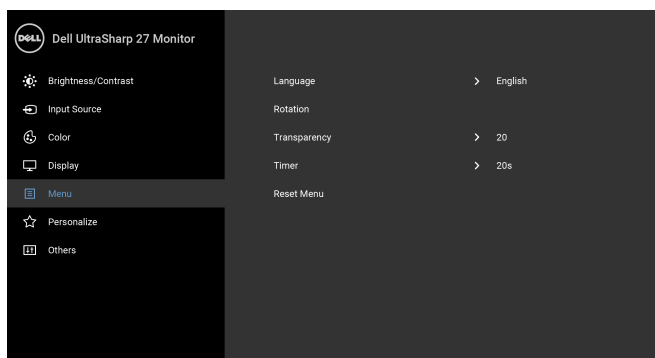 DELL Dell UltraSharp 27 Monitor
Brightness/Contrast
Input Source
Color
Display
Menu
Personalize
Others
Language > English
Rotation
Transparency > 20
Timer > 20s
Reset Menu